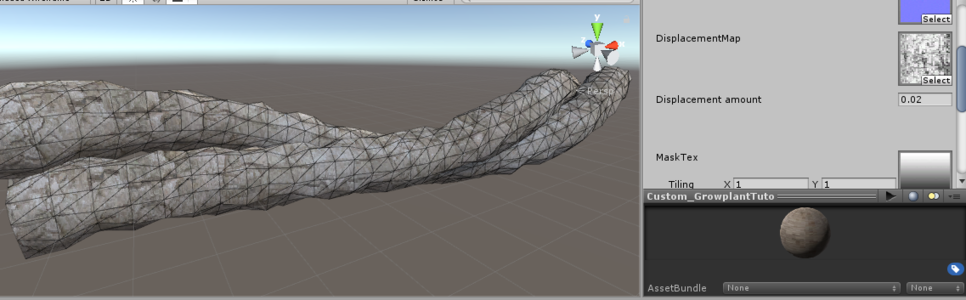 y
x
Persp
Select
DisplacementMap
Select
Displacement amount
0.02
MaskTex
Tiling X 1 Y 1
Custom_GrowplantTuto
AssetBundle None None